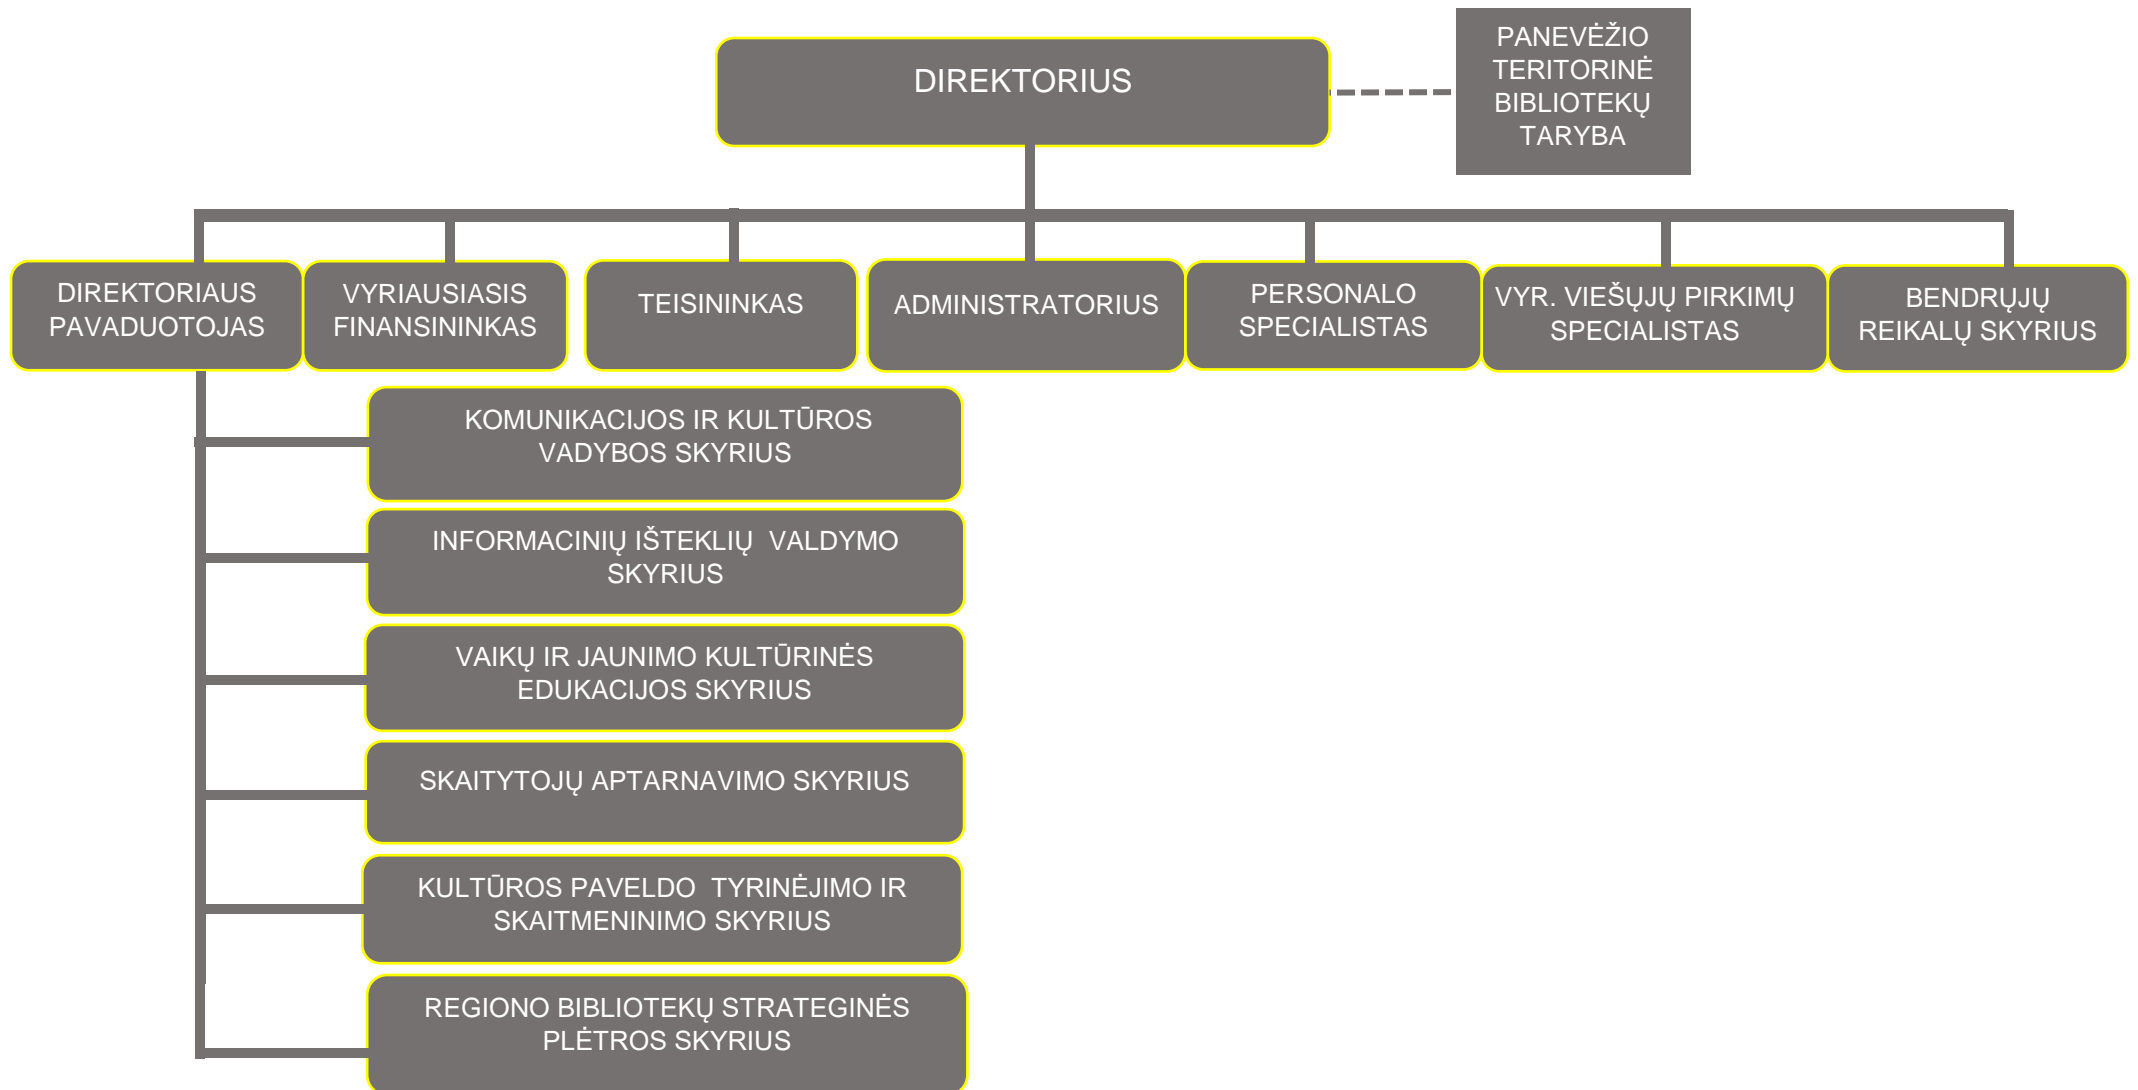 DIREKTORIUS
PANEVĖŽIO
TERITORINĖ
BIBLIOTEKŲ
TARYBA
DIREKTORIAUS
PAVADUOTOJAS
VYRIAUSIASIS
FINANSININKAS
TEISININKAS
ADMINISTRATORIUS
PERSONALO
SPECIALISTAS
VYR. VIEŠŲJŲ PIRKIMŲ
SPECIALISTAS
BENDRŲJŲ
REIKALŲ SKYRIUS
KOMUNIKACIJOS IR KULTŪROS
VADYBOS SKYRIUS
INFORMACINIŲ IŠTEKLIŲ  VALDYMO
SKYRIUS
VAIKŲ IR JAUNIMO KULTŪRINĖS
EDUKACIJOS SKYRIUS
SKAITYTOJŲ APTARNAVIMO SKYRIUS
KULTŪROS PAVELDO  TYRINĖJIMO IR
SKAITMENINIMO SKYRIUS
REGIONO BIBLIOTEKŲ STRATEGINĖS
PLĖTROS SKYRIUS